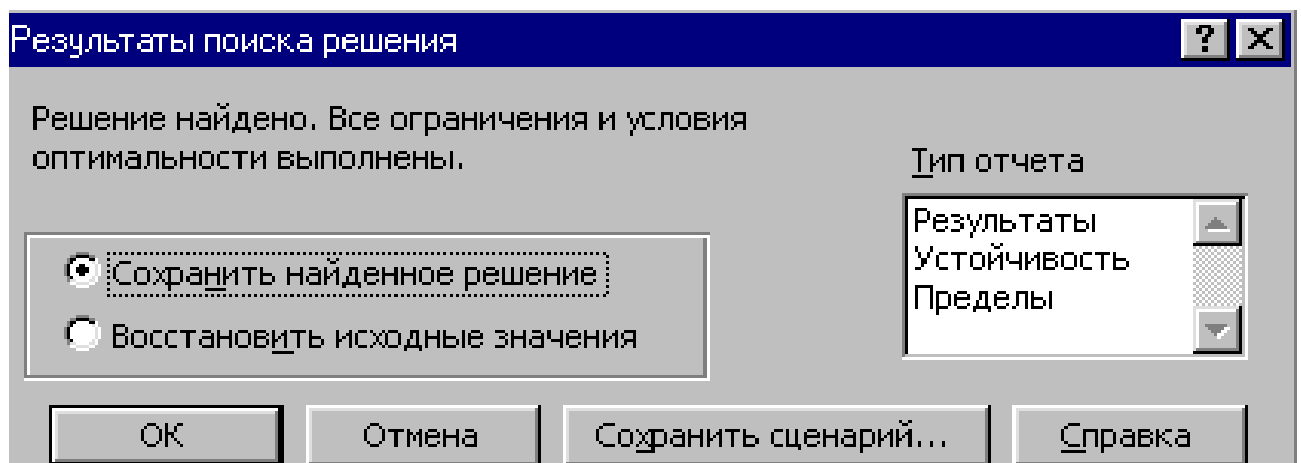 Результаты поиска решения
Решение найдено. Все ограничения и условия
оптимальности выполнены.
Тип отчета
Результаты
Устойчивость
Пределы
Сохранить найденное решение
Восстановить исходные значения
ОК
Отмена
Сохранить сценарий...
Справка